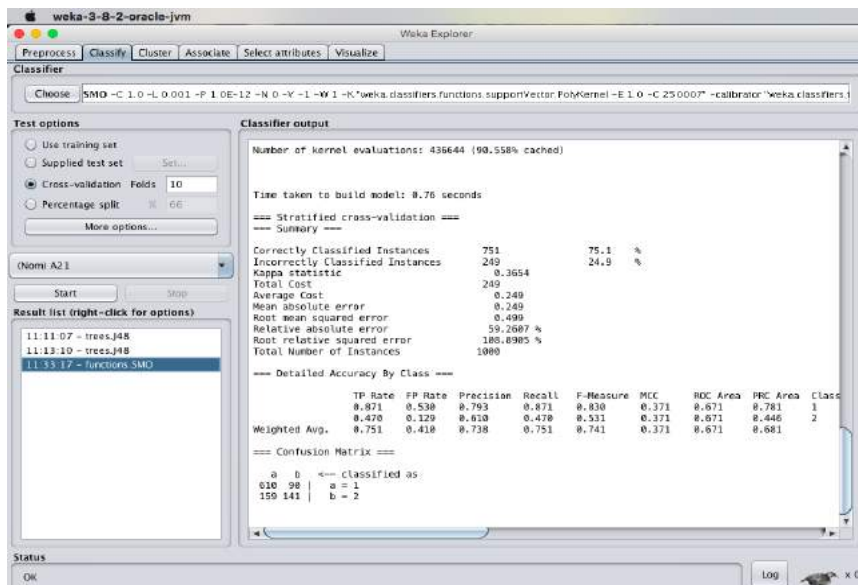 weka-3-8-2-oracle-jvm
Weka Explorer
Preprocess Classify Cluster Associate Select attributes Visualize
Classifier
Choose SMO -C 1.0 -L 0.001 -P 1.0E-12 -N 0 -V -1 -W 1 -K "weka.classifiers.functions.supportVector.PolyKernel -E 1.0 -C 250007" -calibrator "weka.classifiers.
Test options
Use training set
Supplied test set Set...
Cross-validation Folds 10
Percentage split % 66
More options...
(Nom) A21
Start Stop
Result list (right-click for options)
11:11:07 - trees.J48
11:13:10 - trees.J48
11:33:17 - functions.SMO
Classifier output
Number of kernel evaluations: 436644 (90.558% cached)
Time taken to build model: 0.76 seconds
=== Stratified cross-validation ===
=== Summary ===
Correctly Classified Instances 751 75.1 %
Incorrectly Classified Instances 249 24.9 %
Kappa statistic 0.3654
Total Cost 249
Average Cost 0.249
Mean absolute error 0.249
Root mean squared error 0.499
Relative absolute error 59.2607 %
Root relative squared error 108.8905 %
Total Number of Instances 1000
=== Detailed Accuracy By Class ===
TP Rate FP Rate Precision Recall F-Measure MCC ROC Area PRC Area Class
0.871 0.530 0.793 0.871 0.830 0.371 0.671 0.781 1
0.470 0.129 0.610 0.470 0.531 0.371 0.671 0.446 2
Weighted Avg. 0.751 0.410 0.738 0.751 0.741 0.371 0.671 0.681
=== Confusion Matrix ===
a b <-- classified as
610 90 | a = 1
159 141 | b = 2
Status
OK
Log
x 0